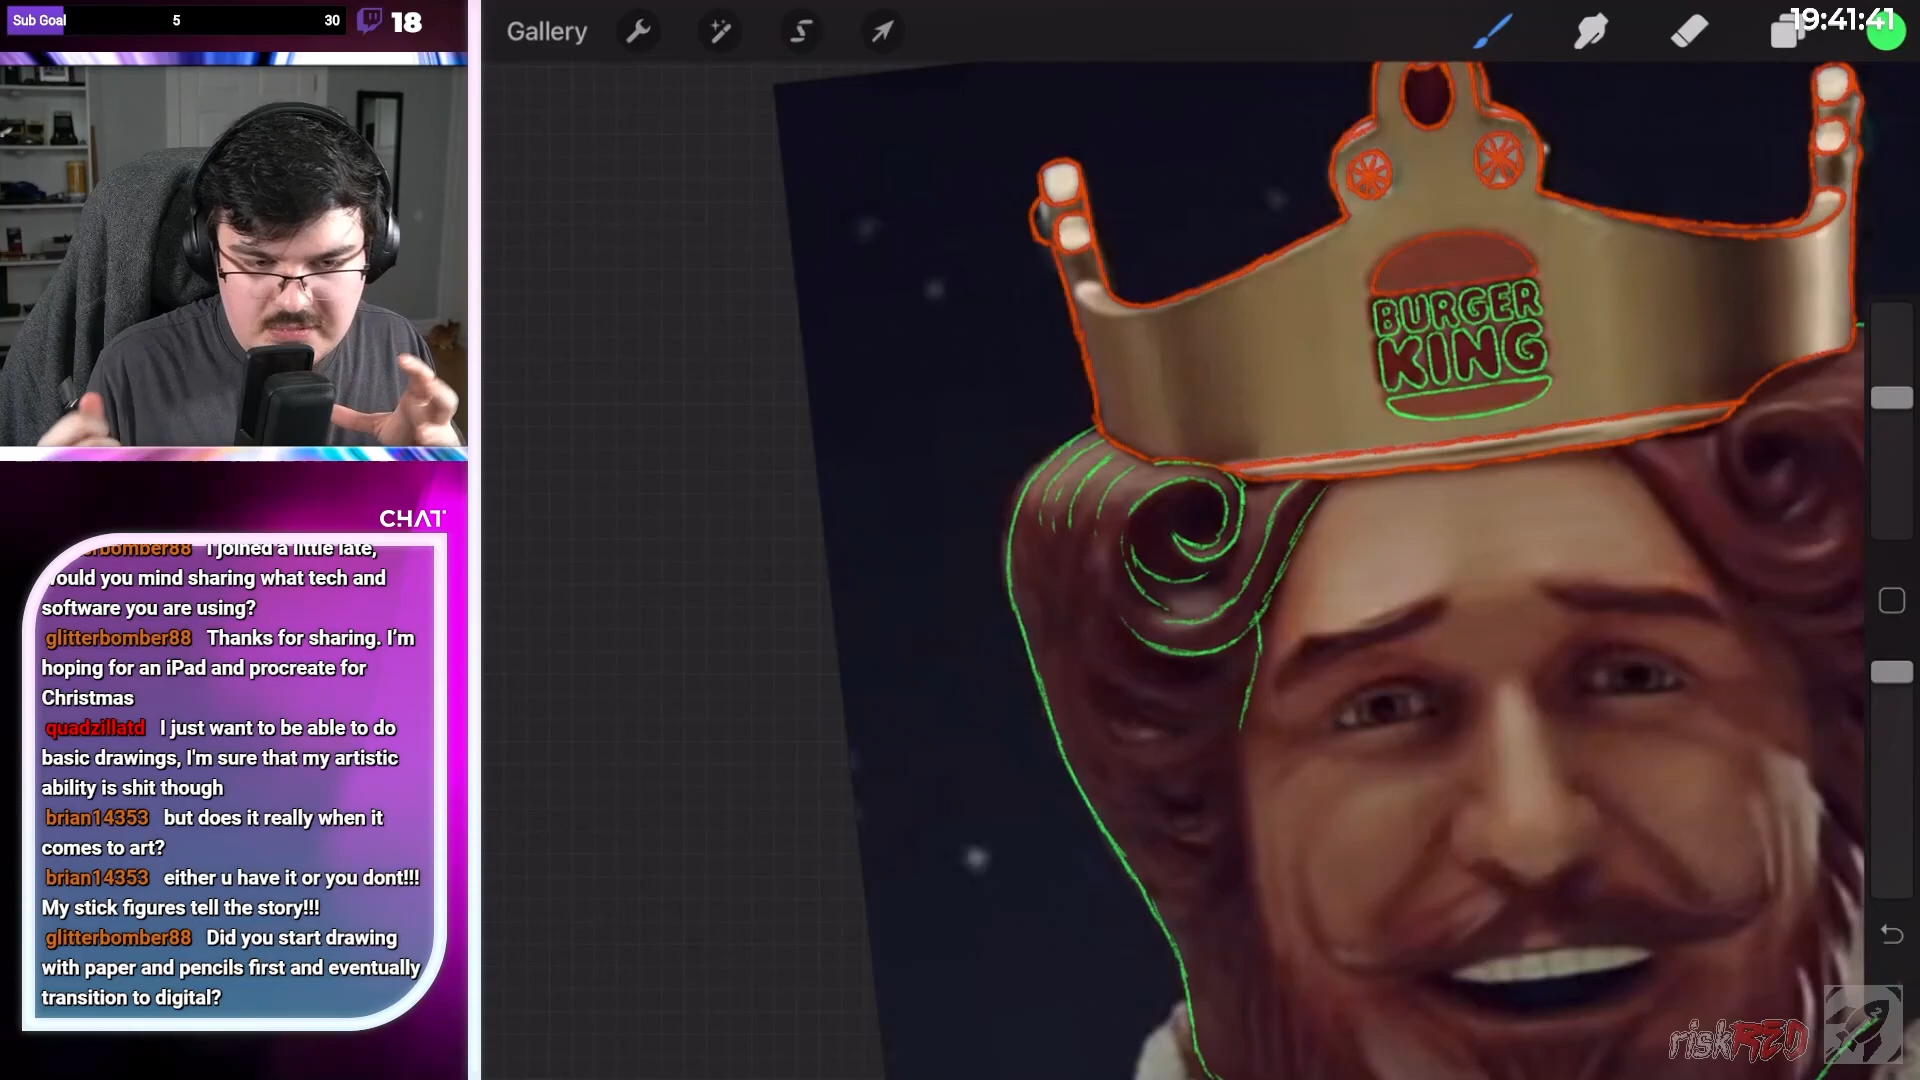 Sub Goal 5 30 18
Gallery
19:41:41
BURGER
KING
CHAT
I joined a little late,
would you mind sharing what tech and
software you are using?
glitterbomber88 Thanks for sharing. I'm
hoping for an iPad and procreate for
Christmas
quadzillatd I just want to be able to do
basic drawings, I'm sure that my artistic
ability is shit though
brian14353 but does it really when it
comes to art?
brian14353 either u have it or you dont!!!
My stick figures tell the story!!!
glitterbomber88 Did you start drawing
with paper and pencils first and eventually
transition to digital?
riskRED